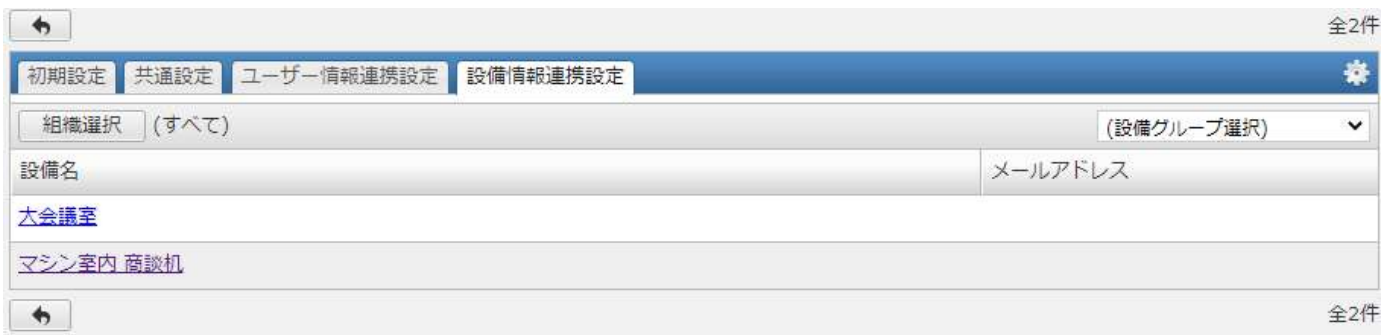 全2件
初期設定 共通設定 ユーザー情報連携設定 設備情報連携設定
組織選択 (すべて) (設備グループ選択)
設備名 メールアドレス
大会議室
マシン室内 商談机
全2件